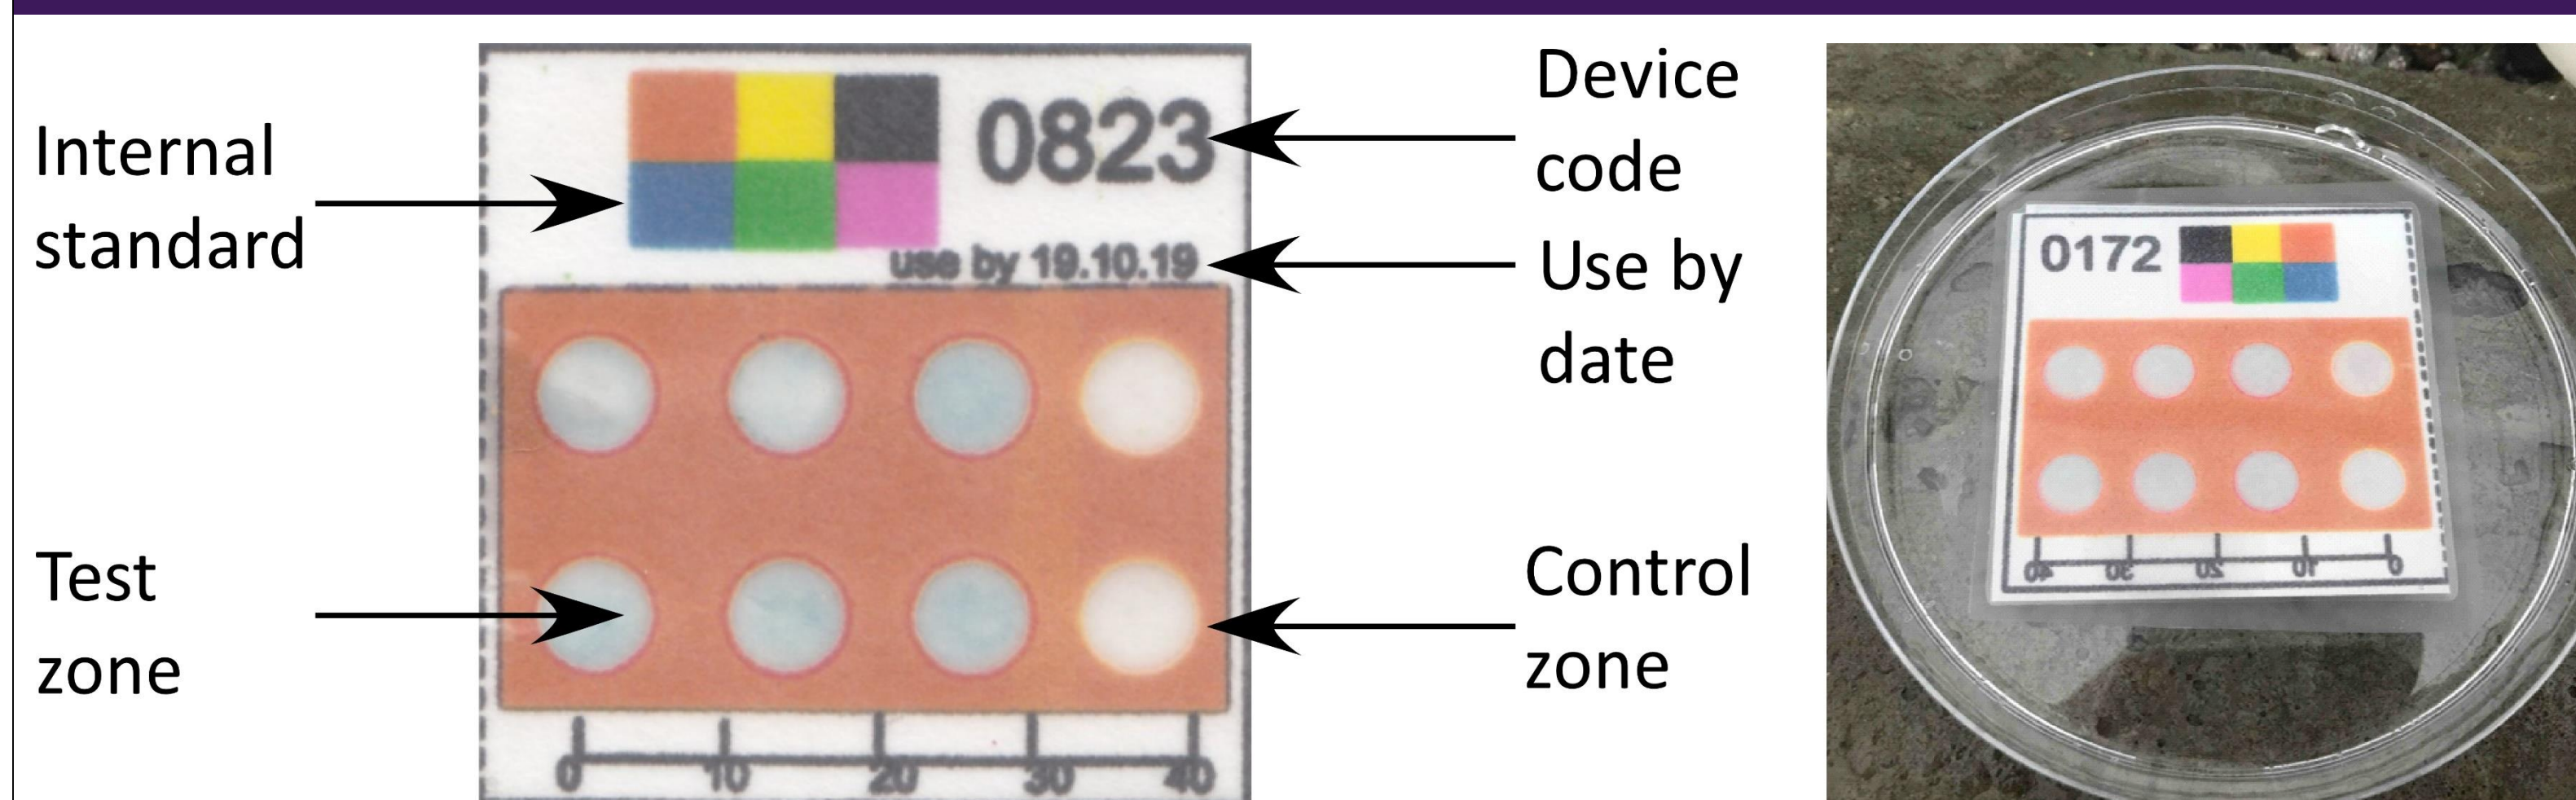 Internal
standard
Test
zone
0823
use by 19.10.19
0 10 20 30 40
Device
code
Use by
date
Control
zone
0172
40 30 20 10 0